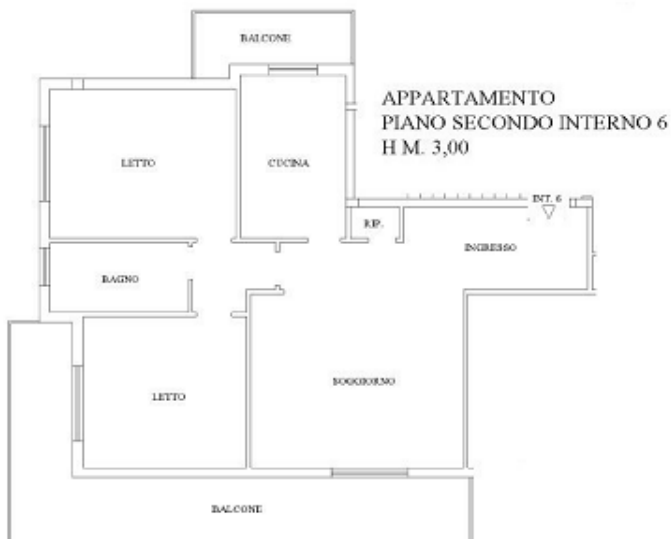 BALCONE
APPARTAMENTO
PIANO SECONDO INTERNO 6
H M. 3,00
LETTO
CUCINA
INT. 6
RIP.
INGRESSO
BAGNO
LETTO
SOGGIORNO
BALCONE